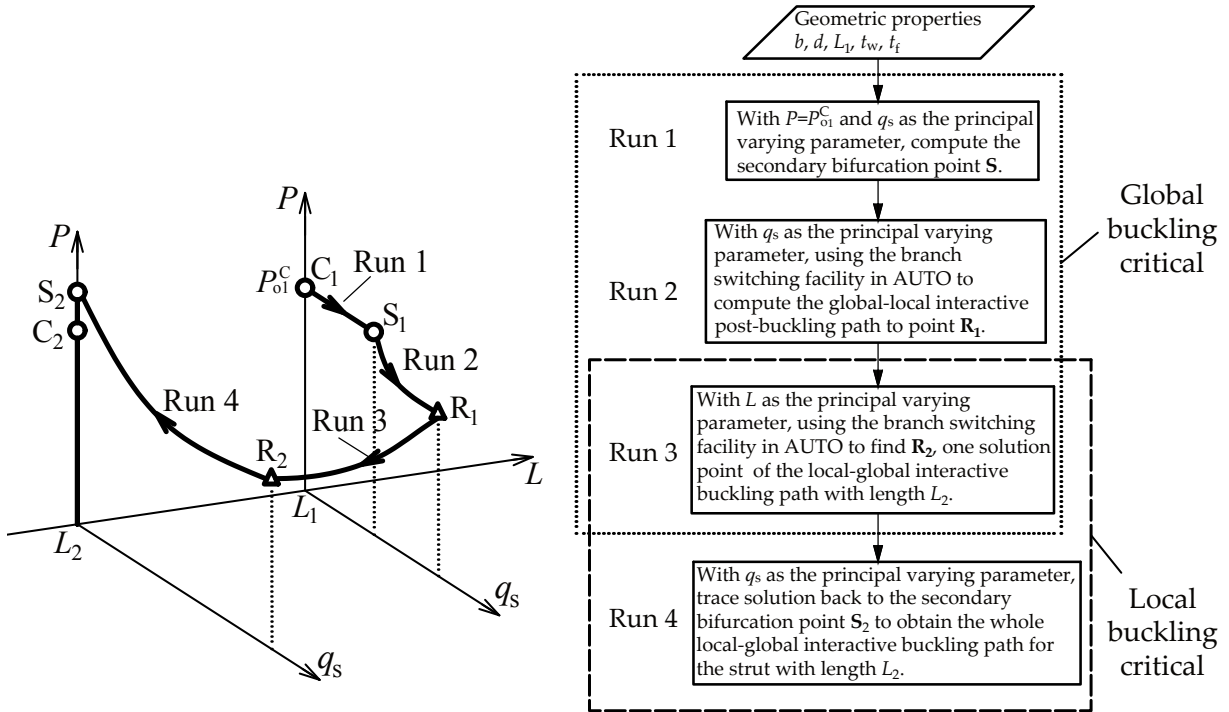 P
S₂
C₂
Run 4
R₂
L₂
qₛ
P
P_{o1}^{C}
C₁
Run 1
S₁
Run 2
R₁
Run 3
L₁
L
qₛ
Geometric properties
b, d, L₁, t_w, t_f
Run 1
With P=P_{o1}^{C} and qₛ as the principal
varying parameter, compute the
secondary bifurcation point S.
Run 2
With qₛ as the principal varying
parameter, using the branch
switching facility in AUTO to
compute the global-local interactive
post-buckling path to point R₁.
Global
buckling
critical
Run 3
With L as the principal varying
parameter, using the branch switching
facility in AUTO to find R₂, one solution
point of the local-global interactive
buckling path with length L₂.
Run 4
With qₛ as the principal varying parameter,
trace solution back to the secondary
bifurcation point S₂ to obtain the whole
local-global interactive buckling path for
the strut with length L₂.
Local
buckling
critical